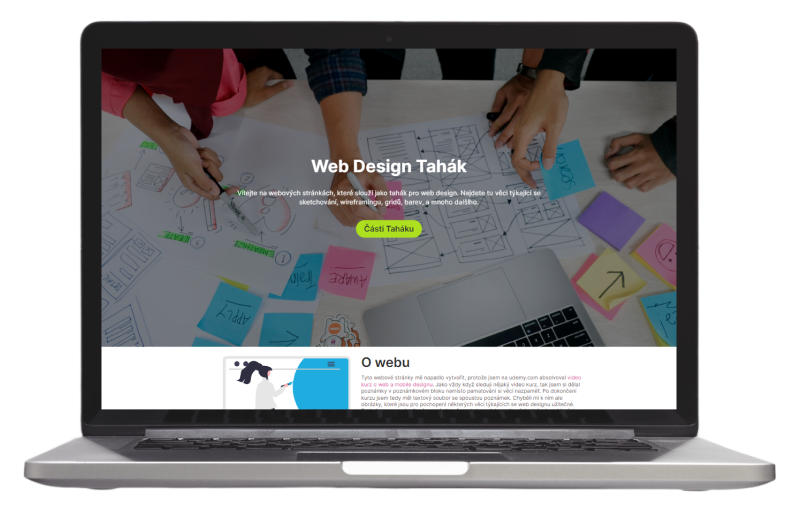 Web Design Tahák
Vítejte na webových stránkách, které slouží jako tahák pro web design. Najdete tu věci týkající se
sketchování, wireframingu, gridů, barev, a mnoho dalšího.
Části Taháku
AWARE
APPLY
O webu
Tyto webové stránky mě napadlo vytvořit, protože jsem na udemy.com absolvoval video
kurz o web a mobile designu. Jako vždy když sleduji nějaký video kurz, tak jsem si dělal
poznámky v poznámkovém bloku namísto pamatování si věcí nazpaměť. Po dokončení
kurzu jsem tedy měl textový soubor se spoustou poznámek. Chyběli mi k nim ale
obrázky, které jsou pro pochopení některých věcí týkajících se web designu užitečné.